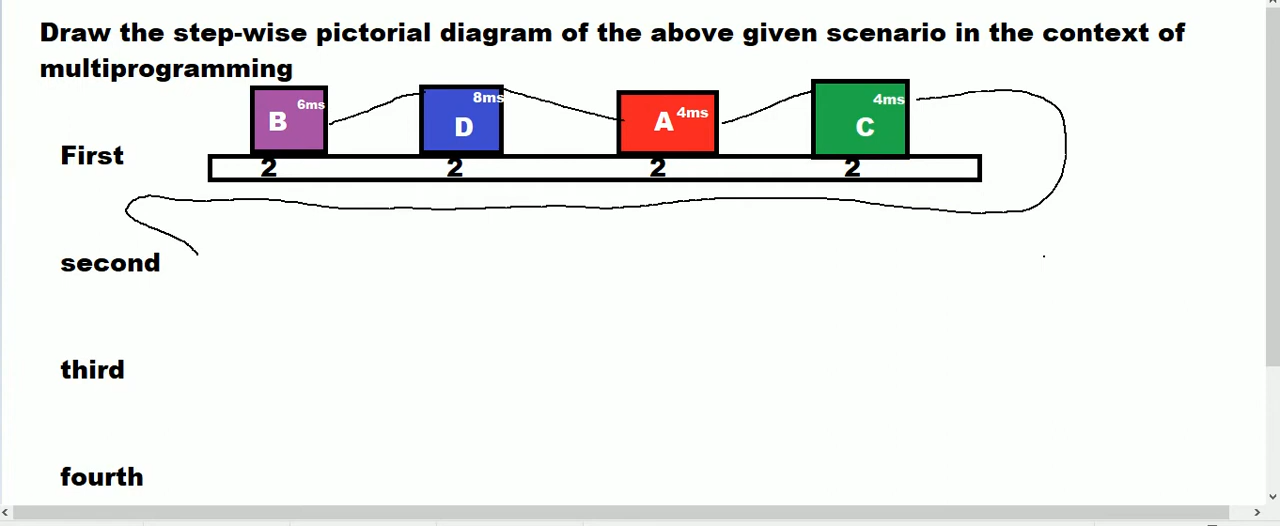 Draw the step-wise pictorial diagram of the above given scenario in the context of
multiprogramming
B 6ms D 8ms A 4ms C 4ms
First 2 2 2 2
second
third
fourth